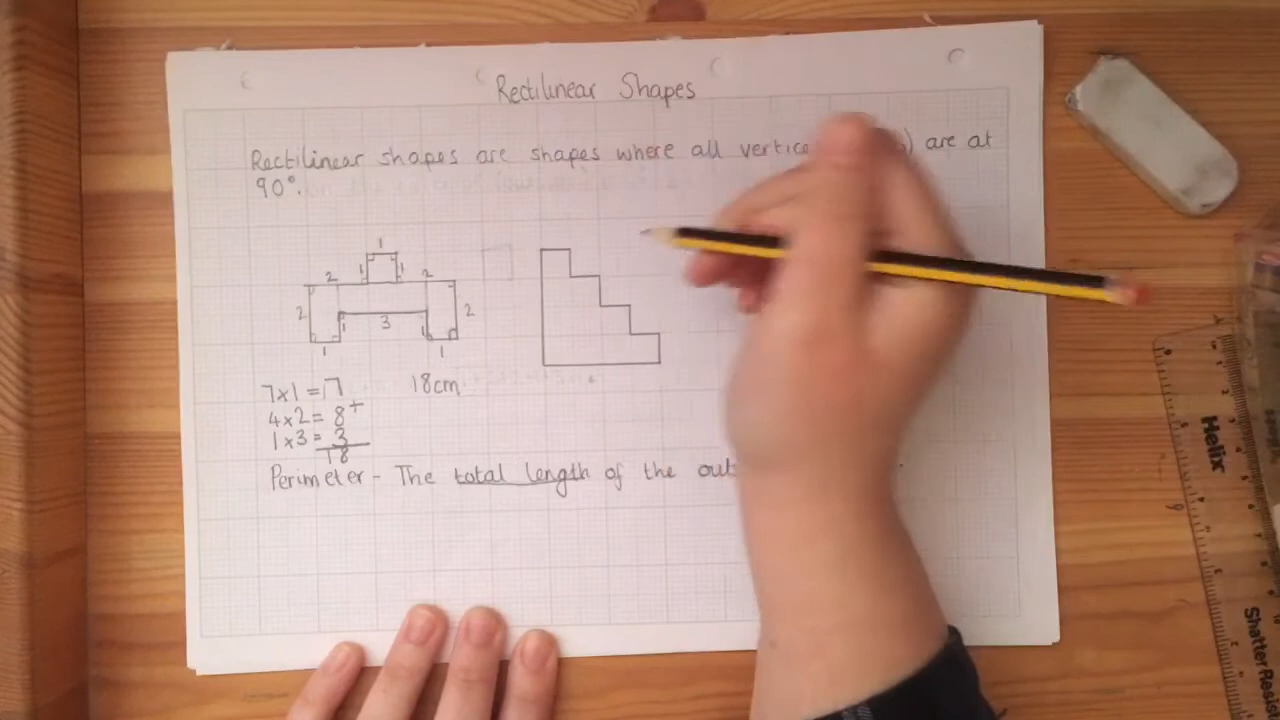 Rectilinear Shapes
Rectilinear shapes are shapes where all are at
90°.
1
2 1 1 2
2 1 3 1 2
1 1
7x1 = 7 18cm
4x2 = 8+
1x3 = 3
18
Perimeter - The total length of the
Helix
Shatter Resist